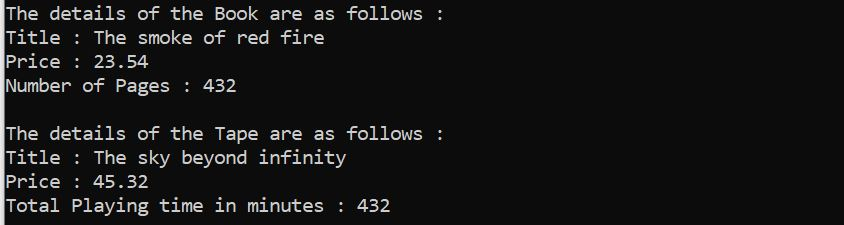 The details of the Book are as follows :
Title : The smoke of red fire
Price : 23.54
Number of Pages : 432

The details of the Tape are as follows :
Title : The sky beyond infinity
Price : 45.32
Total Playing time in minutes : 432